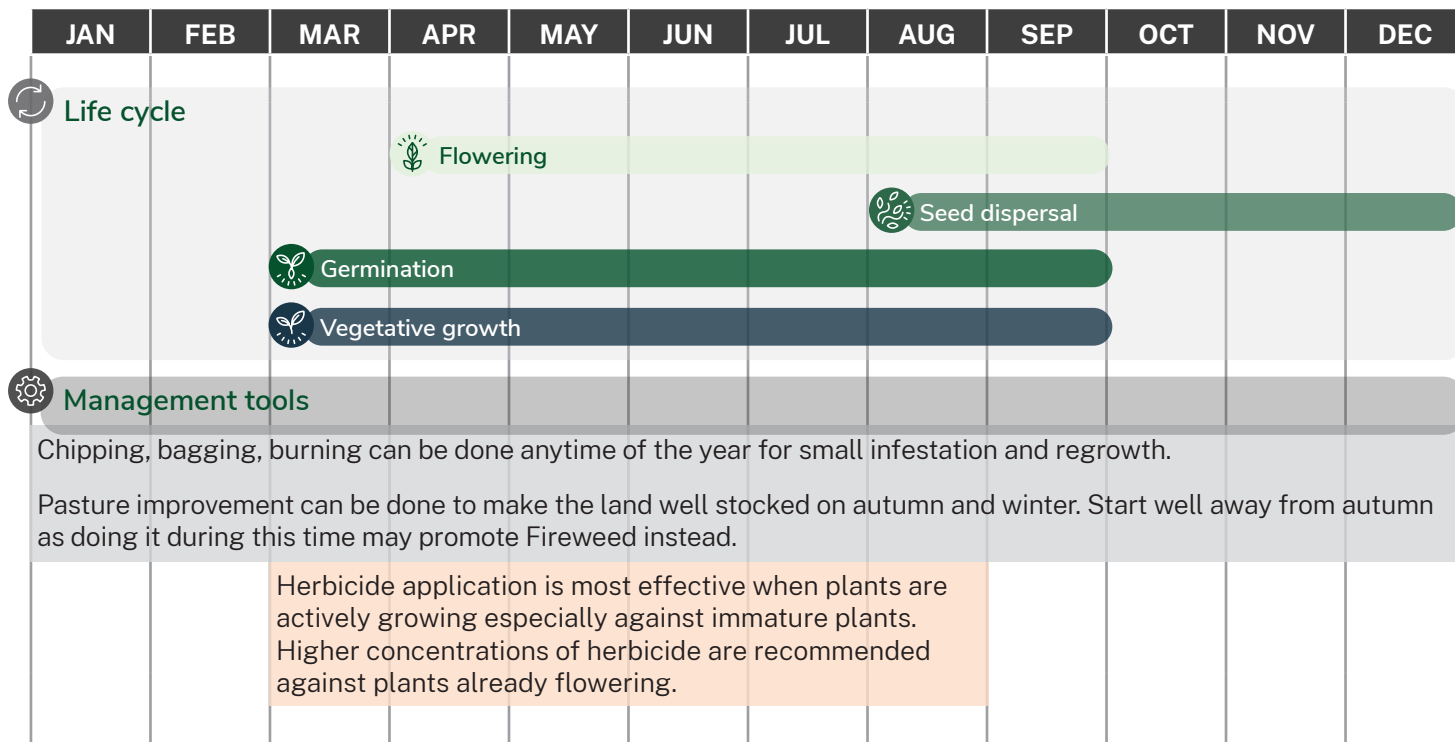 JAN FEB MAR APR MAY JUN JUL AUG SEP OCT NOV DEC
Life cycle
Flowering
Seed dispersal
Germination
Vegetative growth
Management tools
Chipping, bagging, burning can be done anytime of the year for small infestation and regrowth.
Pasture improvement can be done to make the land well stocked on autumn and winter. Start well away from autumn
as doing it during this time may promote Fireweed instead.
Herbicide application is most effective when plants are
actively growing especially against immature plants.
Higher concentrations of herbicide are recommended
against plants already flowering.